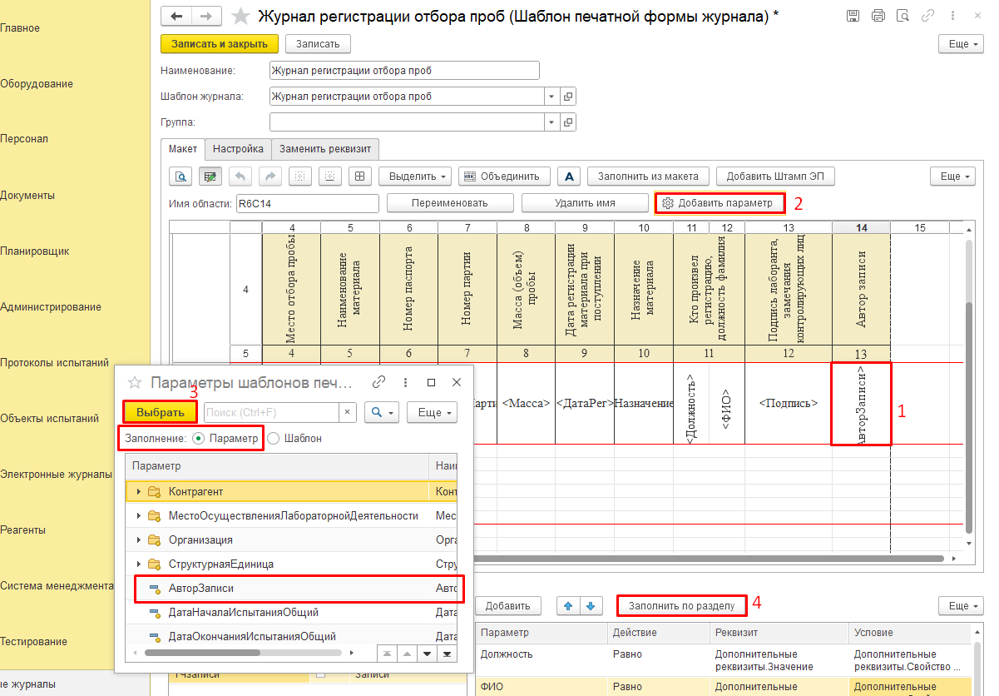 Главное
Оборудование
Персонал
Документы
Планировщик
Администрирование
Протоколы испытаний
Объекты испытаний
Электронные журналы
Реагенты
Система менеджмента
Тестирование
ые журналы
Журнал регистрации отбора проб (Шаблон печатной формы журнала) *
Записать и закрыть
Записать
Еще
Наименование:
Журнал регистрации отбора проб
Шаблон журнала:
Журнал регистрации отбора проб
Группа:
Макет
Настройка
Заменить реквизит
Выделить
Объединить
А
Заполнить из макета
Добавить Штамп ЭП
Еще
Имя области:
R6C14
Переименовать
Удалить имя
Добавить параметр
2
4 5 6 7 8 9 10 11 12 13 14 15
4
Место отбора пробы
Наименование
материала
Номер паспорта
Номер партии
Масса (объем)
пробы
Дата регистрации
материала при
поступлении
Назначение
материала
Кто произвел
регистрацию,
должность фамилия
Подпись лаборанта,
замечания
контролирующих лиц
Автор записи
5
4 5 6 7 8 9 10 11 12 13
Парти
<Масса>
<ДатаРег>
Назначение
<Должность>
<ФИО>
<Подпись>
АвторЗаписи>
1
Параметры шаблонов печ...
3
Выбрать
Поиск (Ctrl+F)
×
Еще
Заполнение:
Параметр
Шаблон
Параметр
Наим
Контрагент
Конт
МестоОсуществленияЛабораторнойДеятельности
Мес
Организация
Орга
СтруктурнаяЕдиница
Стру
АвторЗаписи
Авто
ДатаНачалаИспытанияОбщий
Дата
ДатаОкончанияИспытанияОбщий
Дата
Записи
Добавить
Заполнить по разделу
4
Еще
Параметр
Действие
Реквизит
Условие
Должность
Равно
Дополнительные
реквизиты.Значение
Дополнительные
реквизиты.Свойство ...
ФИО
Равно
Дополнительные
Дополнительные